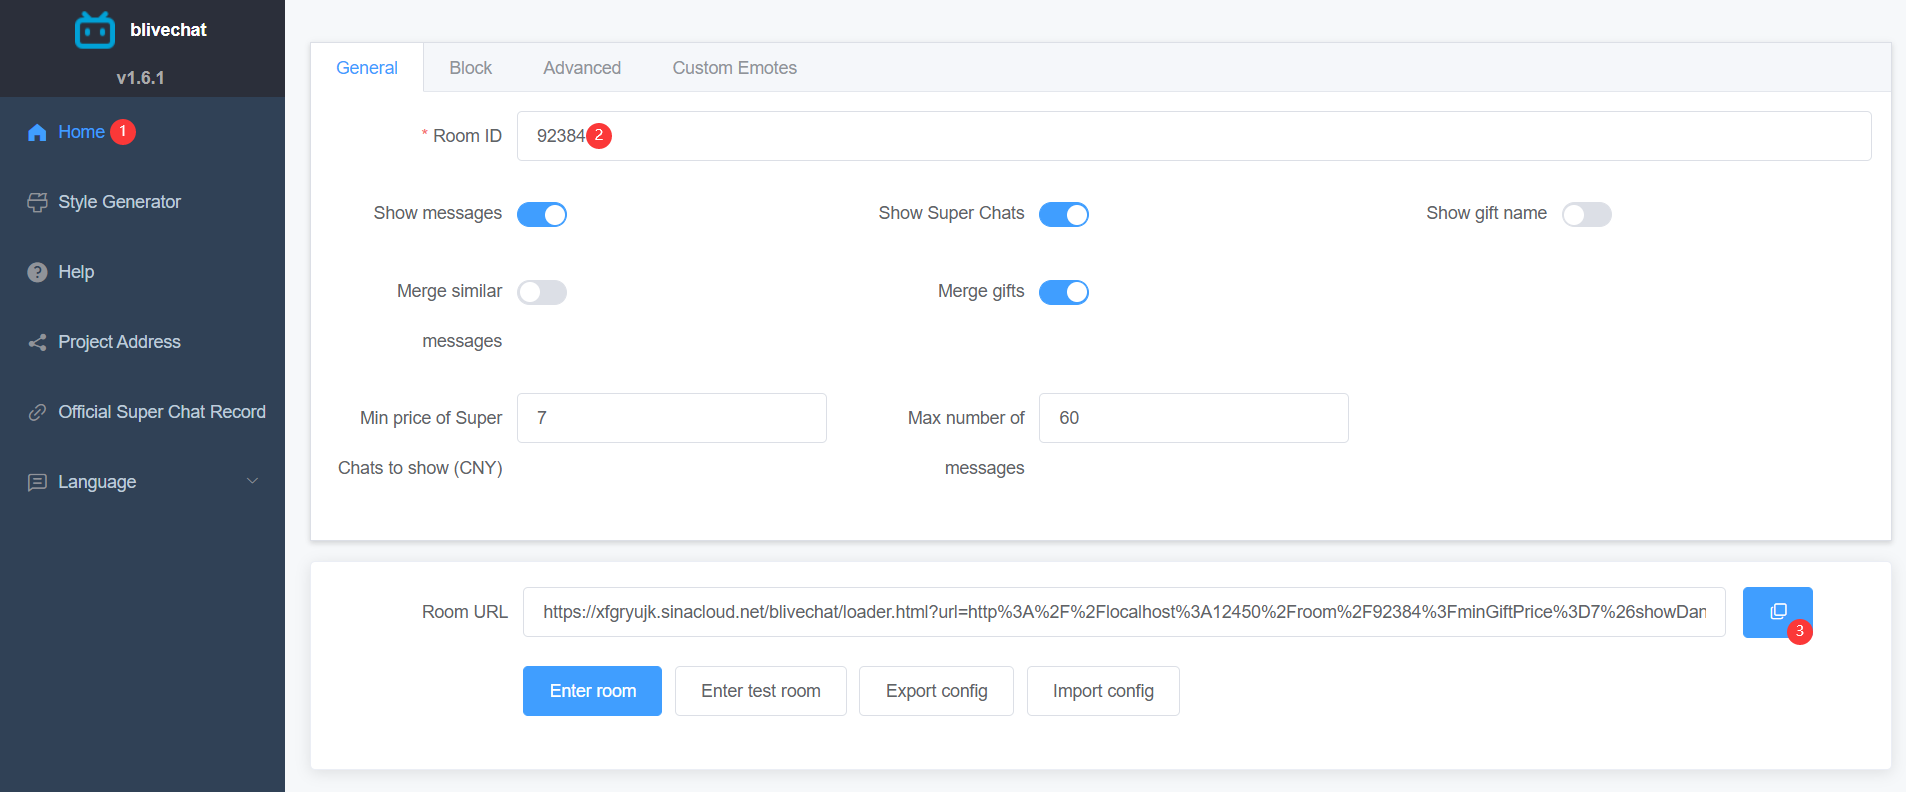 blivechat
v1.6.1
Home 1
Style Generator
Help
Project Address
Official Super Chat Record
Language
General Block Advanced Custom Emotes
* Room ID 92384 2
Show messages Show Super Chats Show gift name
Merge similar messages Merge gifts
Min price of Super Chats to show (CNY) 7 Max number of messages 60
Room URL https://xfgryujk.sinacloud.net/blivechat/loader.html?url=http%3A%2F%2Flocalhost%3A12450%2Froom%2F92384%3FminGiftPrice%3D7%26showDan 3
Enter room Enter test room Export config Import config